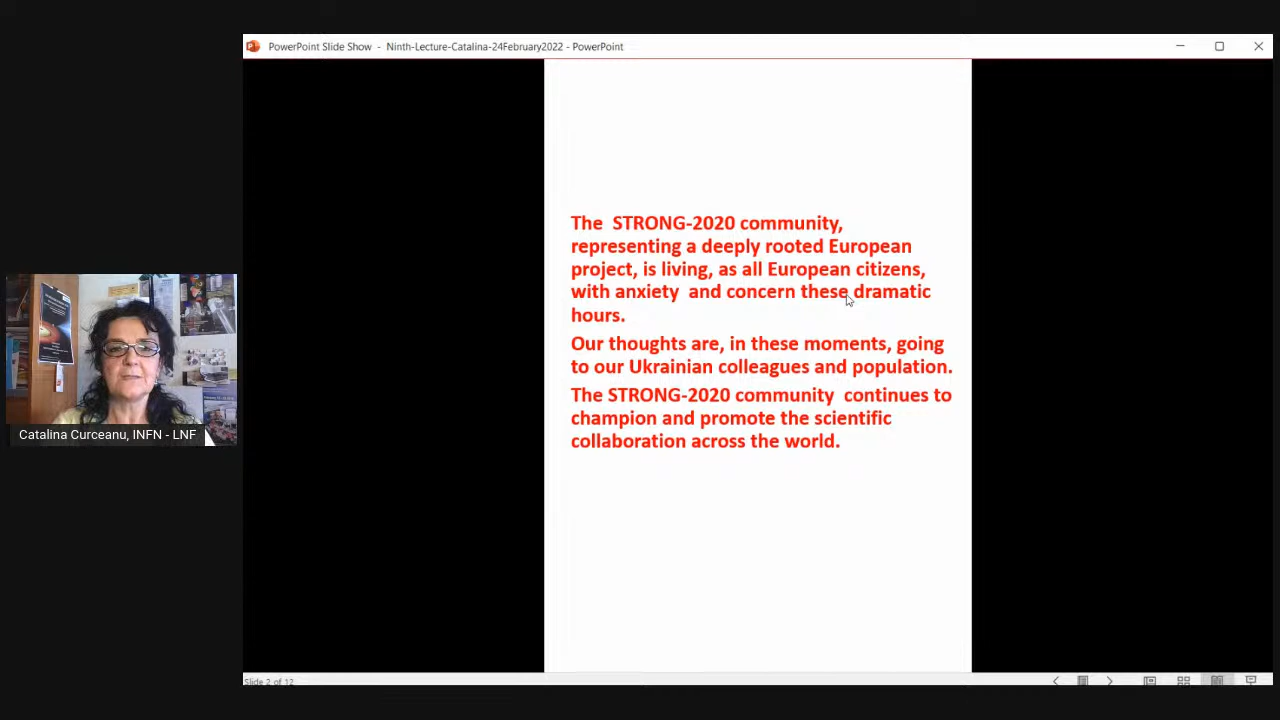 PowerPoint Slide Show - Ninth-Lecture-Catalina-24February2022 - PowerPoint
The STRONG-2020 community,
representing a deeply rooted European
project, is living, as all European citizens,
with anxiety and concern these dramatic
hours.
Our thoughts are, in these moments, going
to our Ukrainian colleagues and population.
The STRONG-2020 community continues to
champion and promote the scientific
collaboration across the world.
Catalina Curceanu, INFN - LNF
Slide 2 of 12